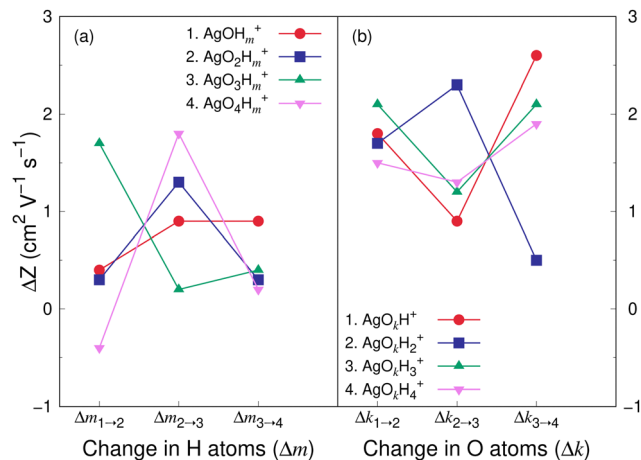 (a)
1. AgOHₘ⁺
2. AgO₂Hₘ⁺
3. AgO₃Hₘ⁺
4. AgO₄Hₘ⁺
(b)
1. AgOₖH⁺
2. AgOₖH₂⁺
3. AgOₖH₃⁺
4. AgOₖH₄⁺
3
2
1
0
−1
ΔZ (cm² V⁻¹ s⁻¹)
3
2
1
0
−1
Δm₁→₂ Δm₂→₃ Δm₃→₄
Δk₁→₂ Δk₂→₃ Δk₃→₄
Change in H atoms (Δm)
Change in O atoms (Δk)